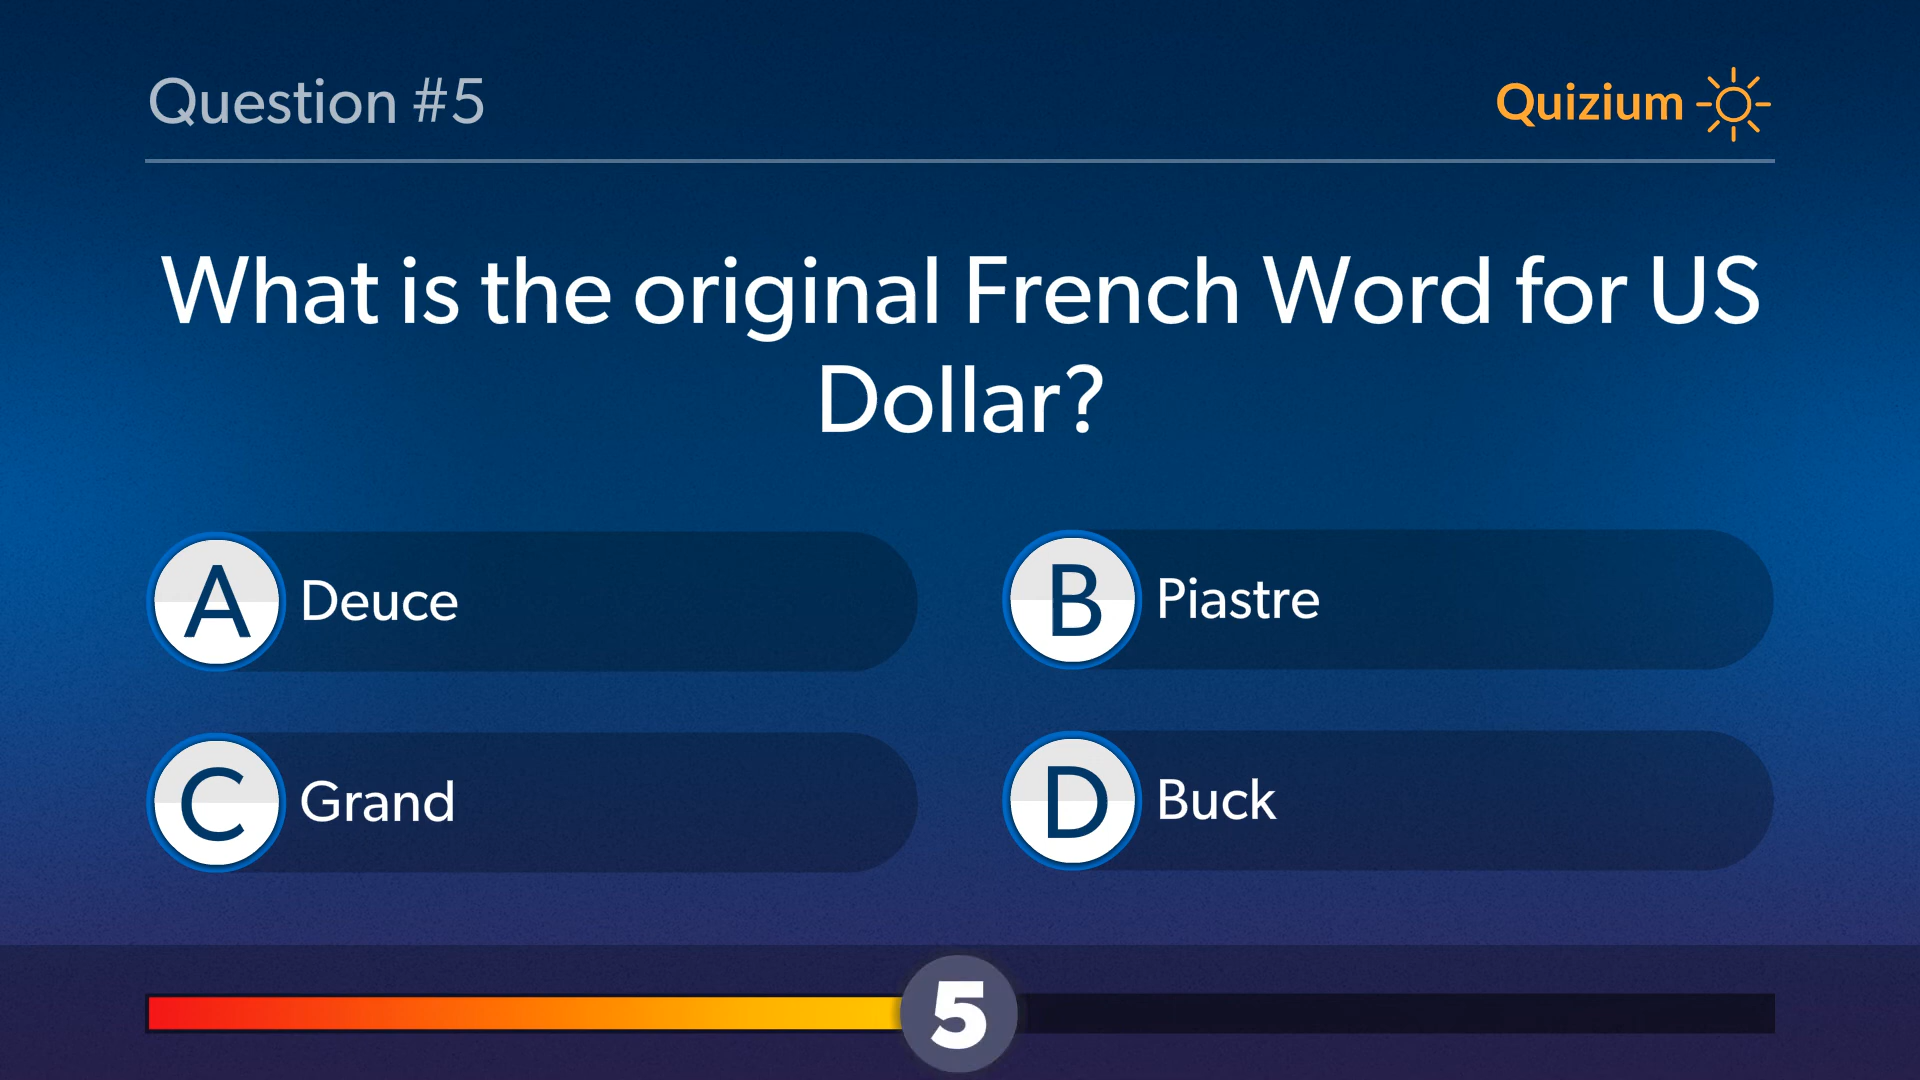 Question #5
Quizium
What is the original French Word for US
Dollar?
A Deuce
B Piastre
C Grand
D Buck
5